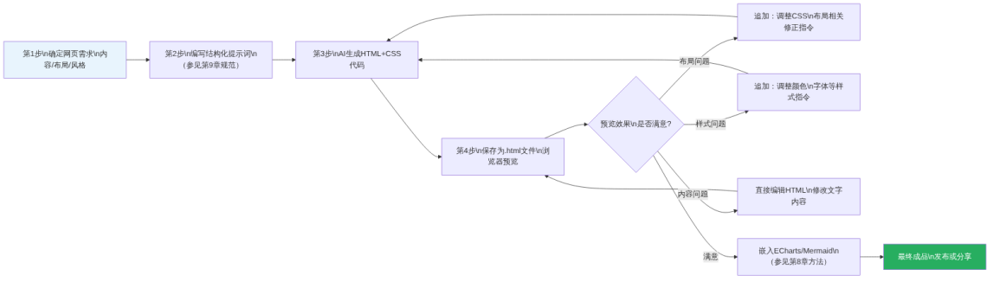 第1步\n确定网页需求\n内
容/布局/风格
第2步\n编写结构化提示词\n
（参见第9章规范）
第3步\nAI生成HTML+CSS
代码
第4步\n保存为.html文件\n浏
览器预览
预览效果\n是否满意?
布局问题
样式问题
内容问题
满意
追加：调整CSS\n布局相关
修正指令
追加：调整颜色\n字体等样
式指令
直接编辑HTML\n修改文字
内容
嵌入ECharts/Mermaid\n
（参见第8章方法）
最终成品\n发布或分享